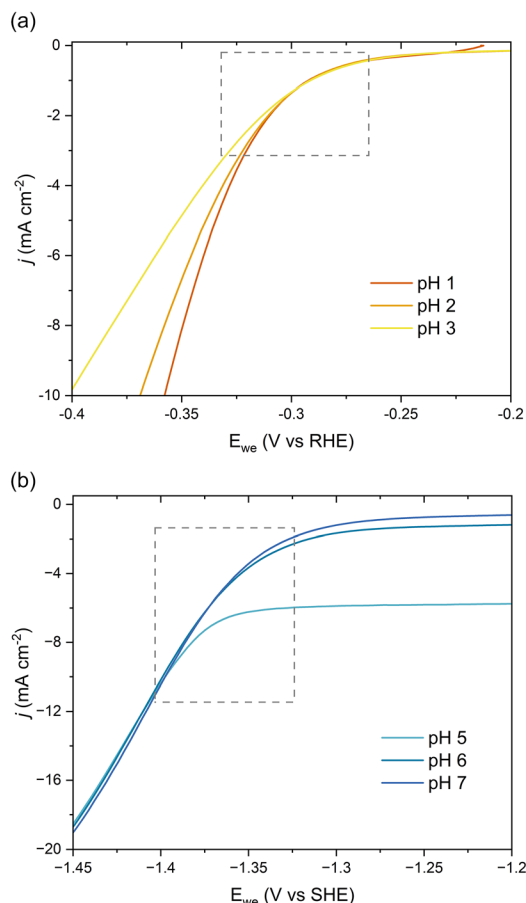 (a)
0
-2
-4
-6
-8
-10
j (mA cm-2)
pH 1
pH 2
pH 3
-0.4
-0.35
-0.3
-0.25
-0.2
Ewe (V vs RHE)
(b)
0
−4
−8
−12
−16
−20
j (mA cm-2)
pH 5
pH 6
pH 7
−1.45
−1.4
−1.35
−1.3
−1.25
−1.2
Ewe (V vs SHE)